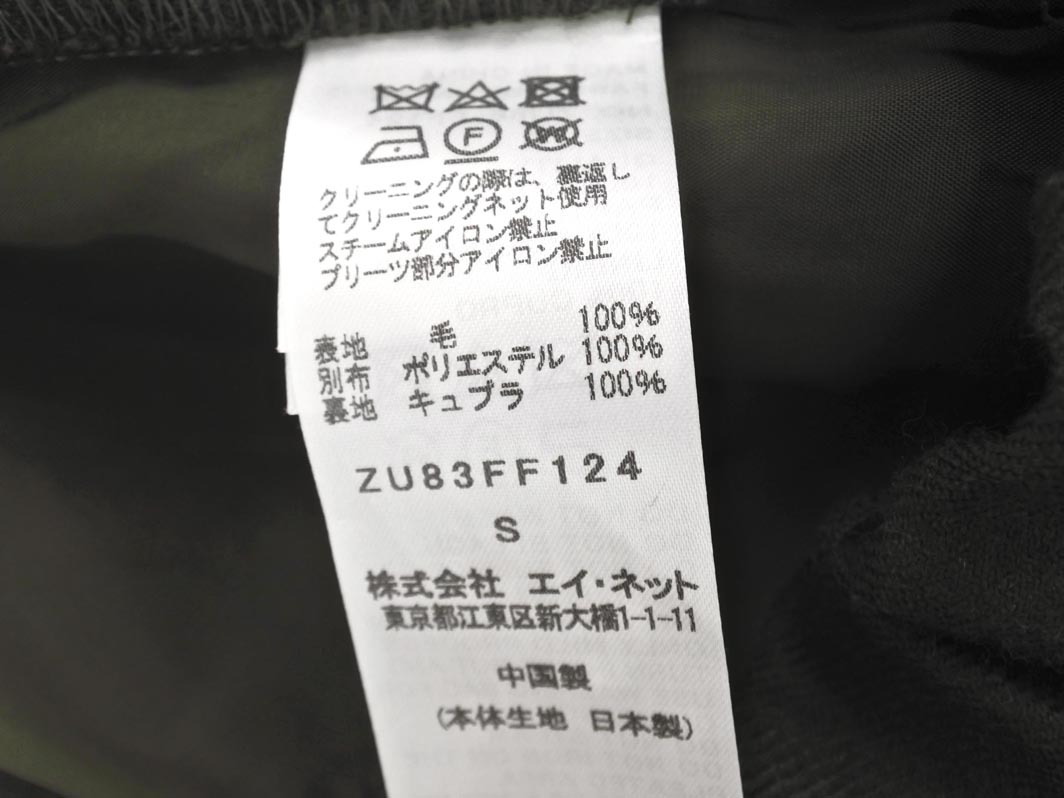 F W
クリーニングの際は、裏返し
てクリーニングネット使用
スチームアイロン禁止
プリーツ部分アイロン禁止
表地 毛 100%
別布 ポリエステル 100%
裏地 キュプラ 100%
ZU83FF124
S
株式会社 エイ・ネット
東京都江東区新大橋1-1-11
中国製
(本体生地 日本製)